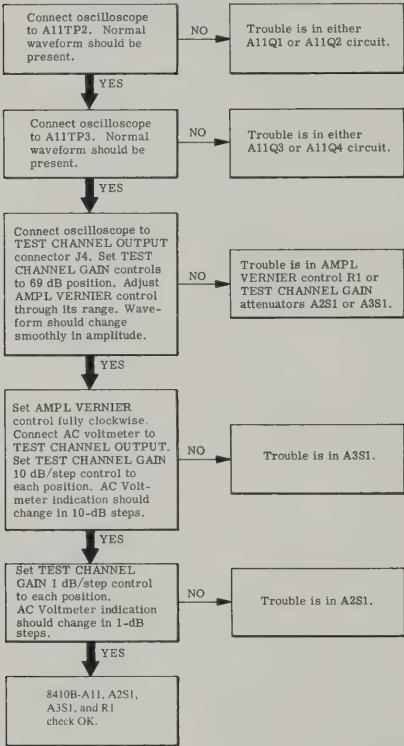 Connect oscilloscope
to A11TP2. Normal
waveform should be
present.
NO
Trouble is in either
A11Q1 or A11Q2 circuit.
YES
Connect oscilloscope
to A11TP3. Normal
waveform should be
present.
NO
Trouble is in either
A11Q3 or A11Q4 circuit.
YES
Connect oscilloscope to
TEST CHANNEL OUTPUT
connector J4. Set TEST
CHANNEL GAIN controls
to 69 dB position. Adjust
AMPL VERNIER control
through its range. Wave-
form should change
smoothly in amplitude.
NO
Trouble is in AMPL
VERNIER control R1 or
TEST CHANNEL GAIN
attenuators A2S1 or A3S1.
YES
Set AMPL VERNIER
control fully clockwise.
Connect AC voltmeter to
TEST CHANNEL OUTPUT.
Set TEST CHANNEL GAIN
10 dB/step control to
each position. AC Volt-
meter indication should
change in 10-dB steps.
NO
Trouble is in A3S1.
YES
Set TEST CHANNEL
GAIN 1 dB/step control
to each position.
AC Voltmeter indication
should change in 1-dB
steps.
NO
Trouble is in A2S1.
YES
8410B-A11, A2S1,
A3S1, and R1
check OK.